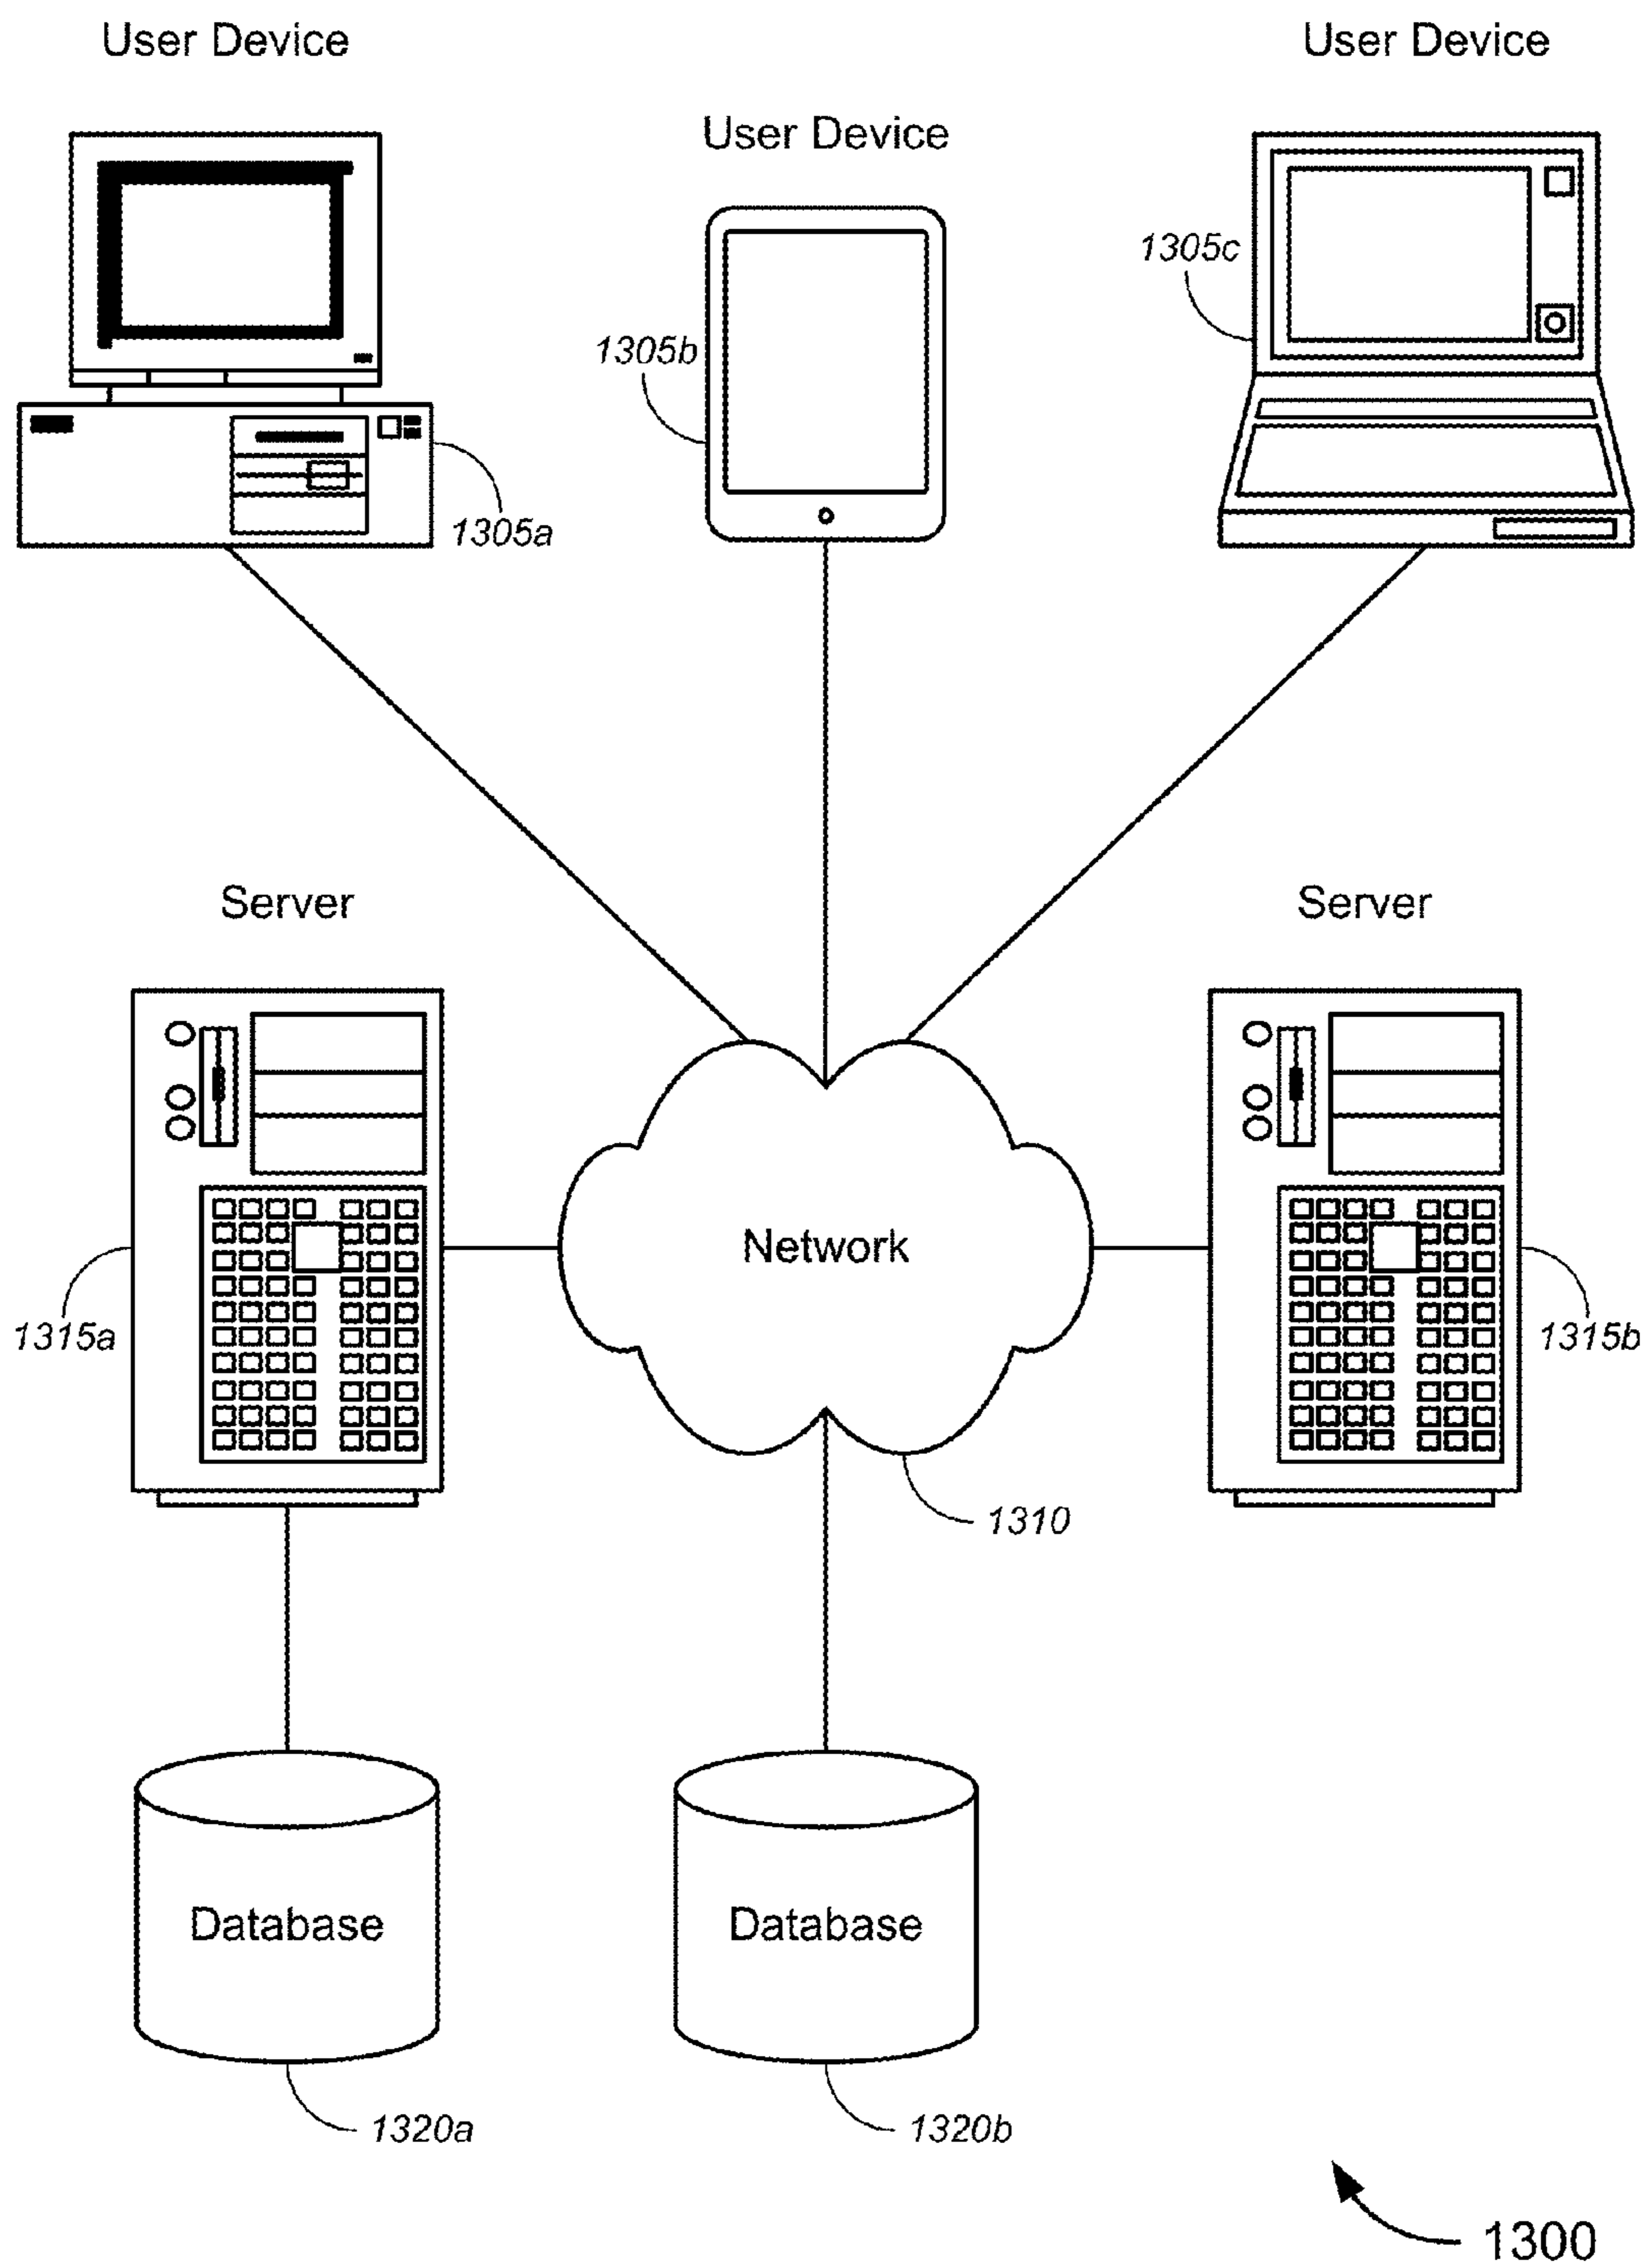 User Device
User Device
User Device
1305c
1305b
1305a
Server
Server
Network
1315a
1315b
1310
Database
Database
1320a
1320b
1300